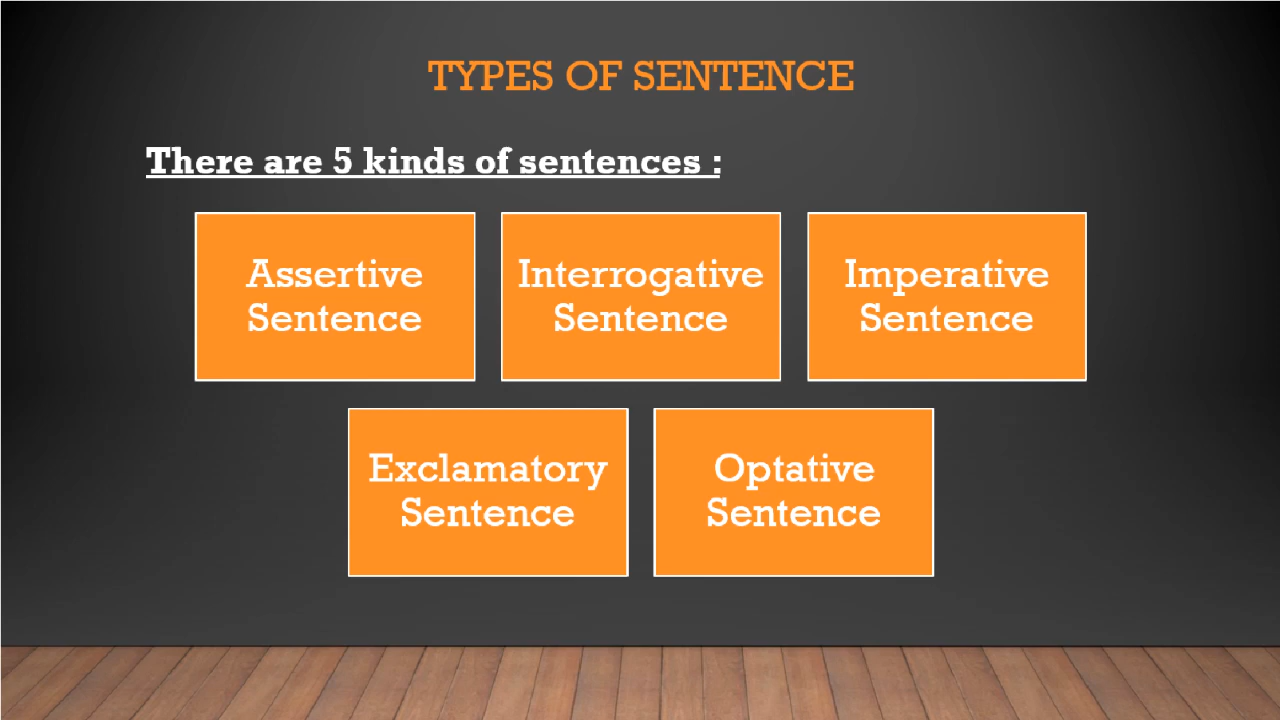 TYPES OF SENTENCE
There are 5 kinds of sentences :
Assertive
Sentence
Interrogative
Sentence
Imperative
Sentence
Exclamatory
Sentence
Optative
Sentence